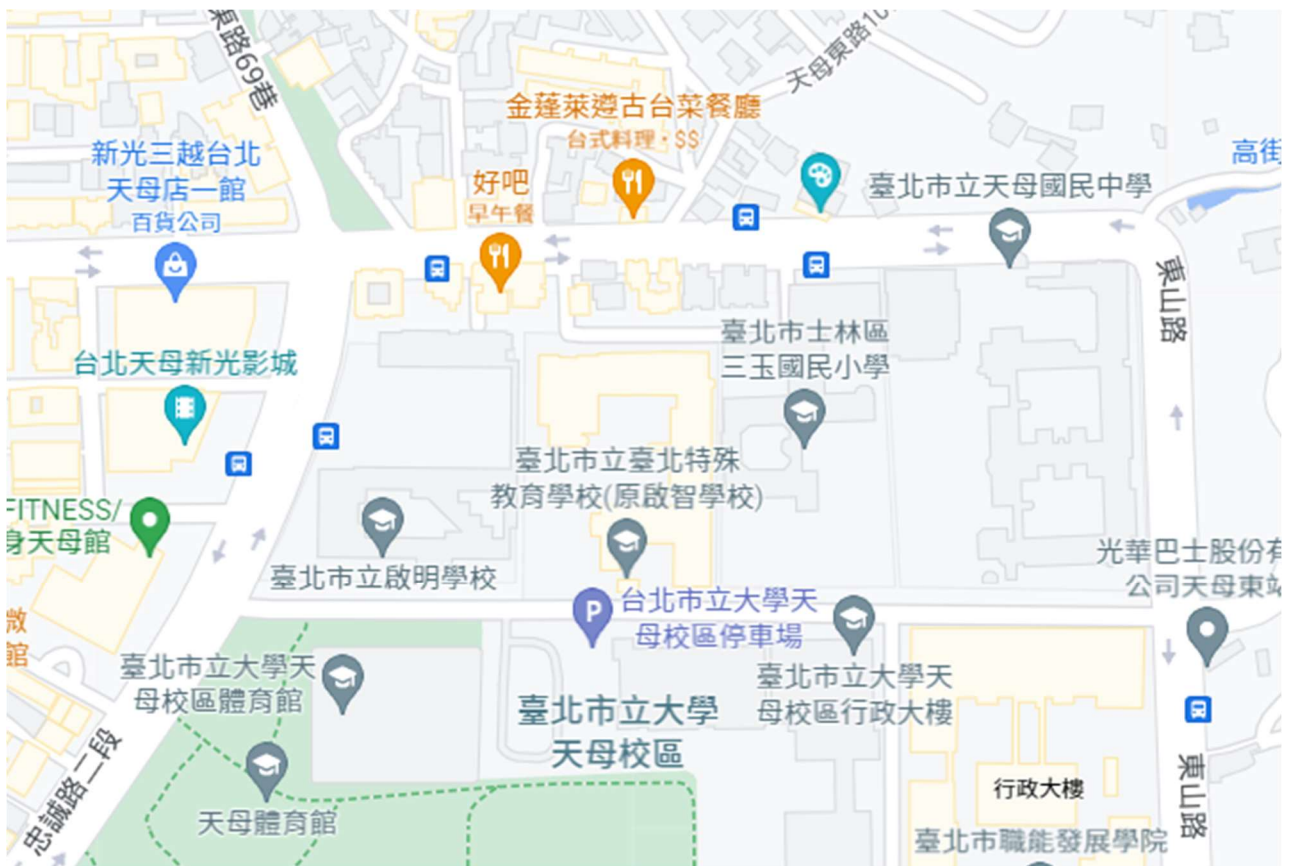 東路69巷
天母東路10
金蓬萊遵古台菜餐廳
台式料理・$$
新光三越台北
天母店一館
百貨公司
好吧
早午餐
高街
臺北市立天母國民中學
東山路
臺北市士林區
三玉國民小學
台北天母新光影城
臺北市立臺北特殊
教育學校(原啟智學校)
FITNESS/
身天母館
臺北市立啟明學校
光華巴士股份有
公司天母東站
P
台北市立大學天
母校區停車場
微
館
臺北市立大學天
母校區體育館
臺北市立大學天
母校區行政大樓
臺北市立大學
天母校區
忠誠路二段
天母體育館
行政大樓
東山路
臺北市職能發展學院